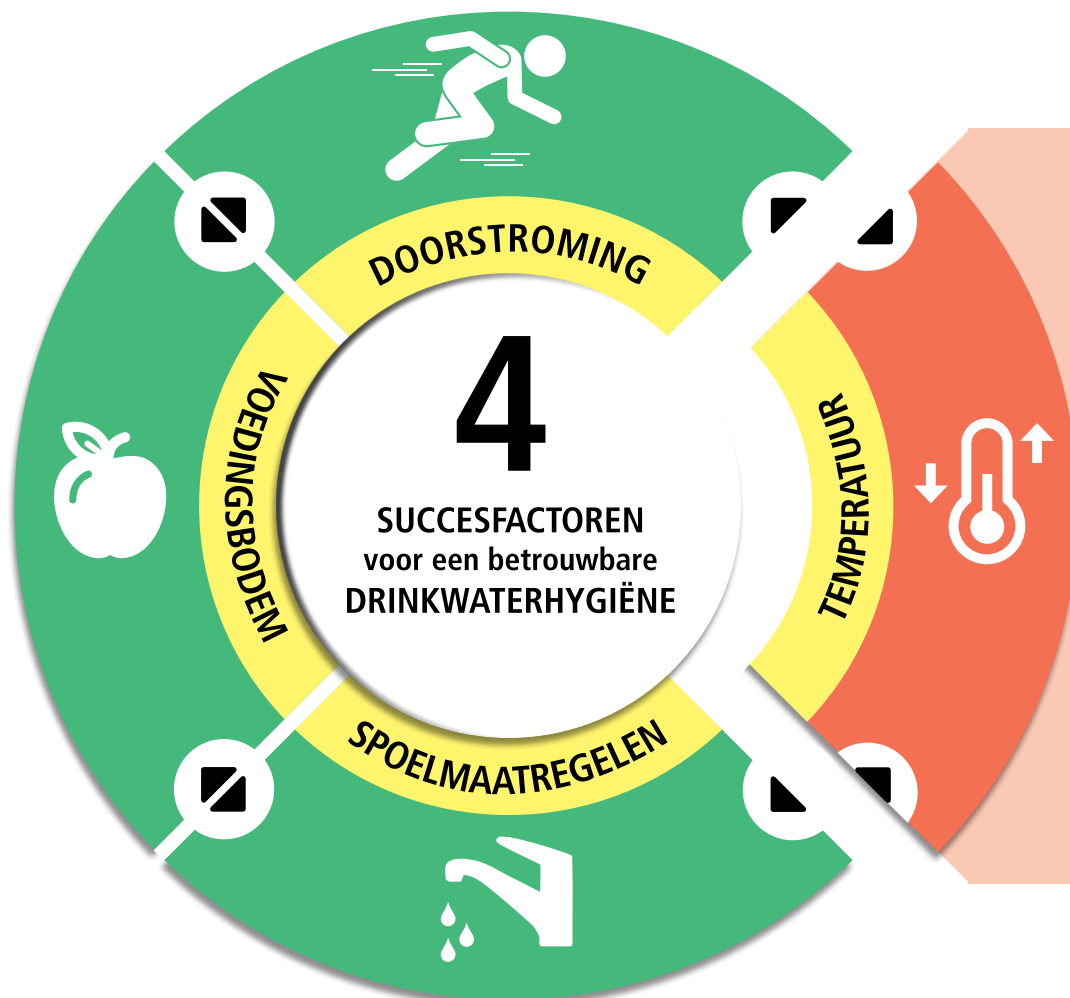 DOORSTROMING
VOEDINGSBODEM
4
SUCCESFACTOREN
voor een betrouwbare
DRINKWATERHYGIËNE
TEMPERATUUR
SPOELMAATREGELEN